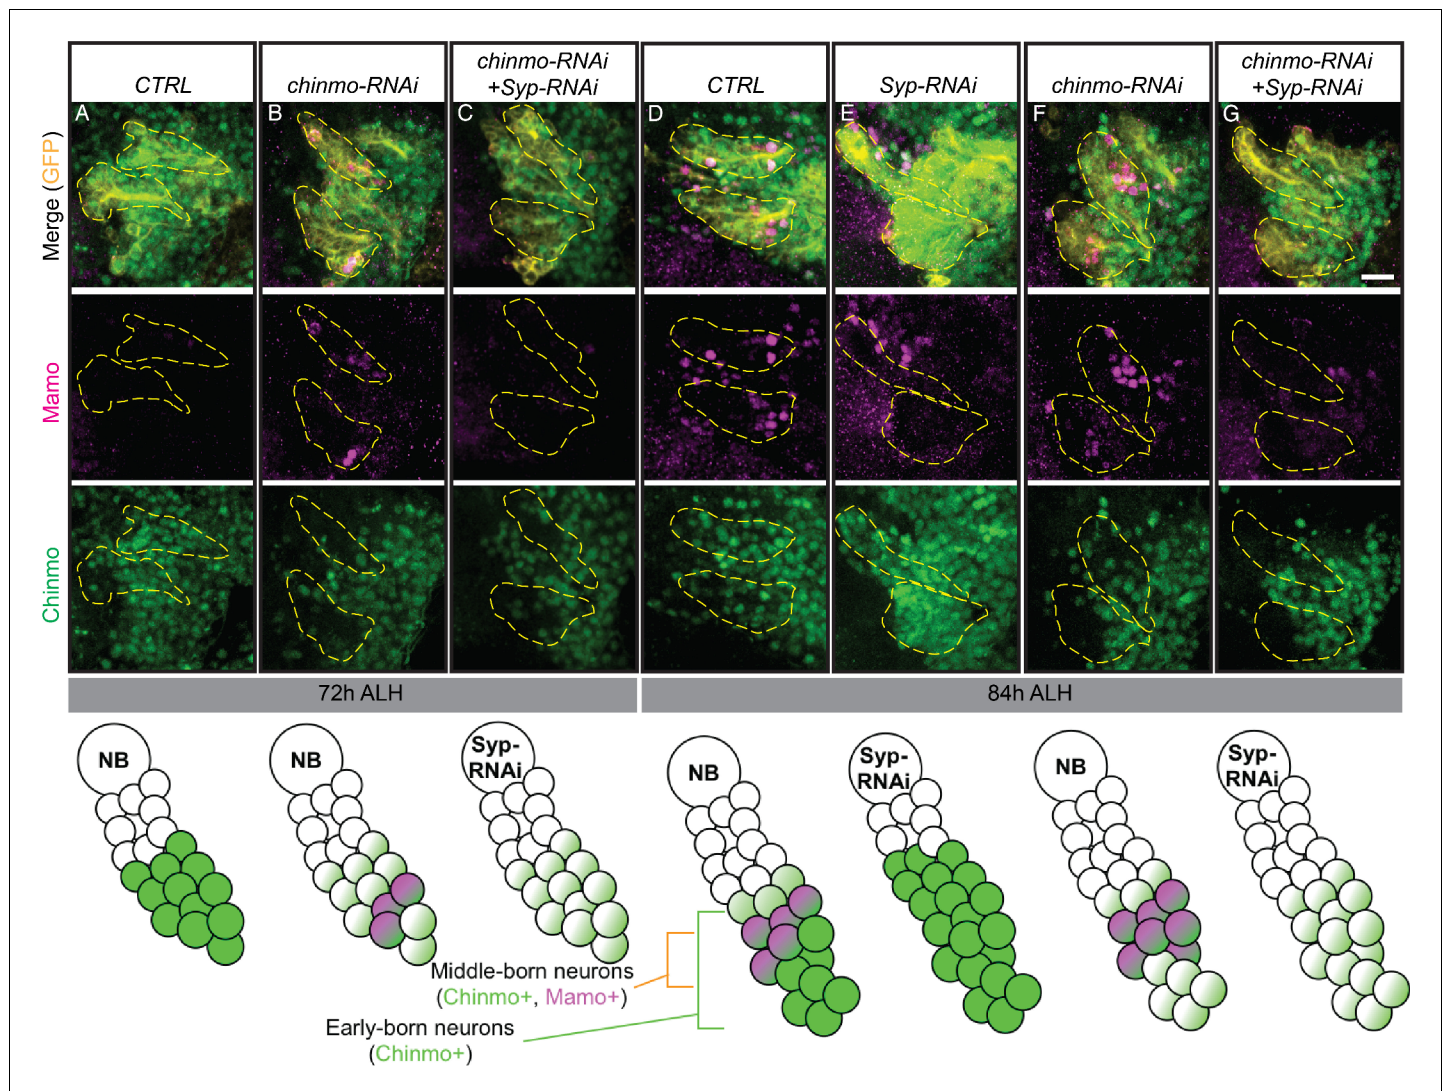 CTRL
chinmo-RNAi
chinmo-RNAi
+Syp-RNAi
CTRL
Syp-RNAi
chinmo-RNAi
chinmo-RNAi
+Syp-RNAi
Merge (GFP)
A
B
C
D
E
F
G
Mamo
Chinmo
72h ALH
84h ALH
NB
NB
Syp-
RNAi
NB
Syp-
RNAi
NB
Syp-
RNAi
Middle-born neurons
(Chinmo+, Mamo+)
Early-born neurons
(Chinmo+)